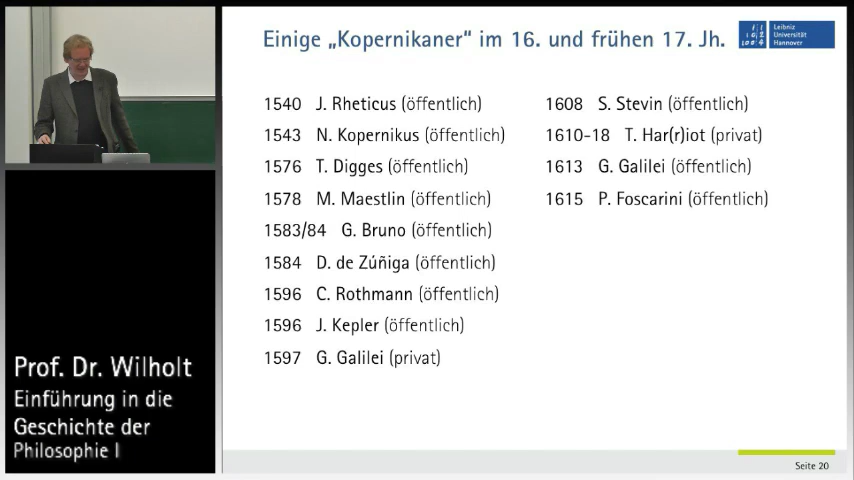 Einige „Kopernikaner“ im 16. und frühen 17. Jh.
Leibniz
Universität
Hannover
1540 J. Rheticus (öffentlich)
1543 N. Kopernikus (öffentlich)
1576 T. Digges (öffentlich)
1578 M. Maestlin (öffentlich)
1583/84 G. Bruno (öffentlich)
1584 D. de Zúñiga (öffentlich)
1596 C. Rothmann (öffentlich)
1596 J. Kepler (öffentlich)
1597 G. Galilei (privat)
1608 S. Stevin (öffentlich)
1610-18 T. Har(r)iot (privat)
1613 G. Galilei (öffentlich)
1615 P. Foscarini (öffentlich)
Prof. Dr. Wilholt
Einführung in die
Geschichte der
Philosophie I
Seite 20